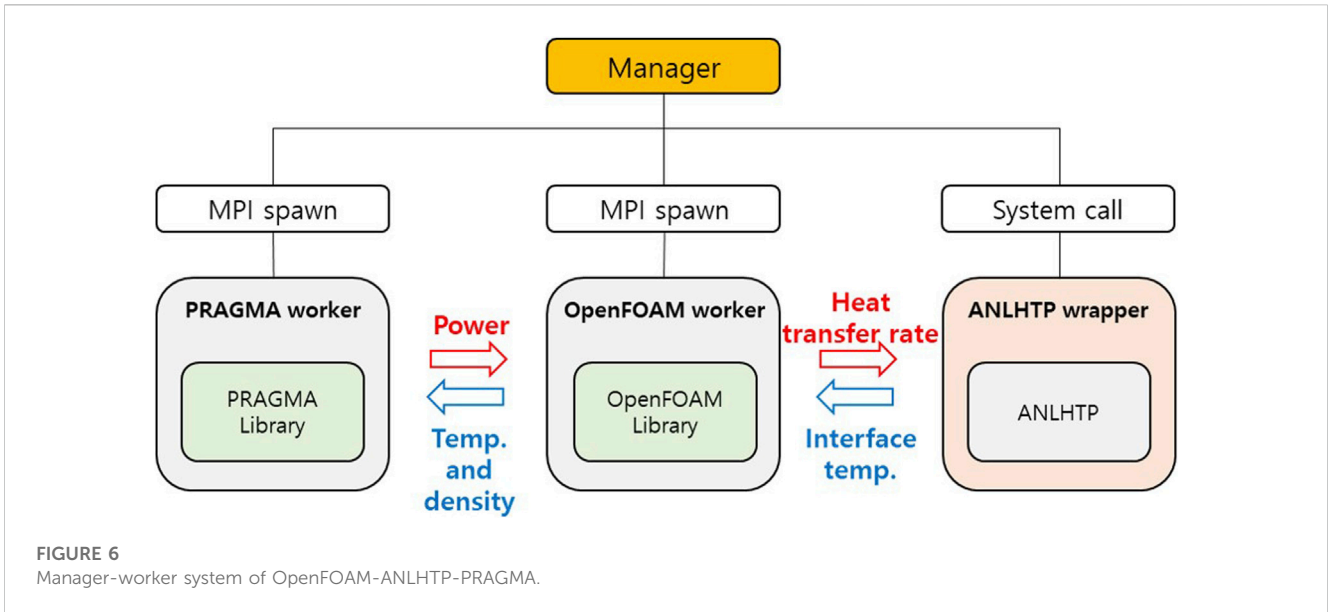 Manager
MPI spawn
MPI spawn
System call
PRAGMA worker
PRAGMA
Library
Power
Temp.
and
density
OpenFOAM worker
OpenFOAM
Library
Heat
transfer rate
Interface
temp.
ANLHTP wrapper
ANLHTP
FIGURE 6
Manager-worker system of OpenFOAM-ANLHTP-PRAGMA.